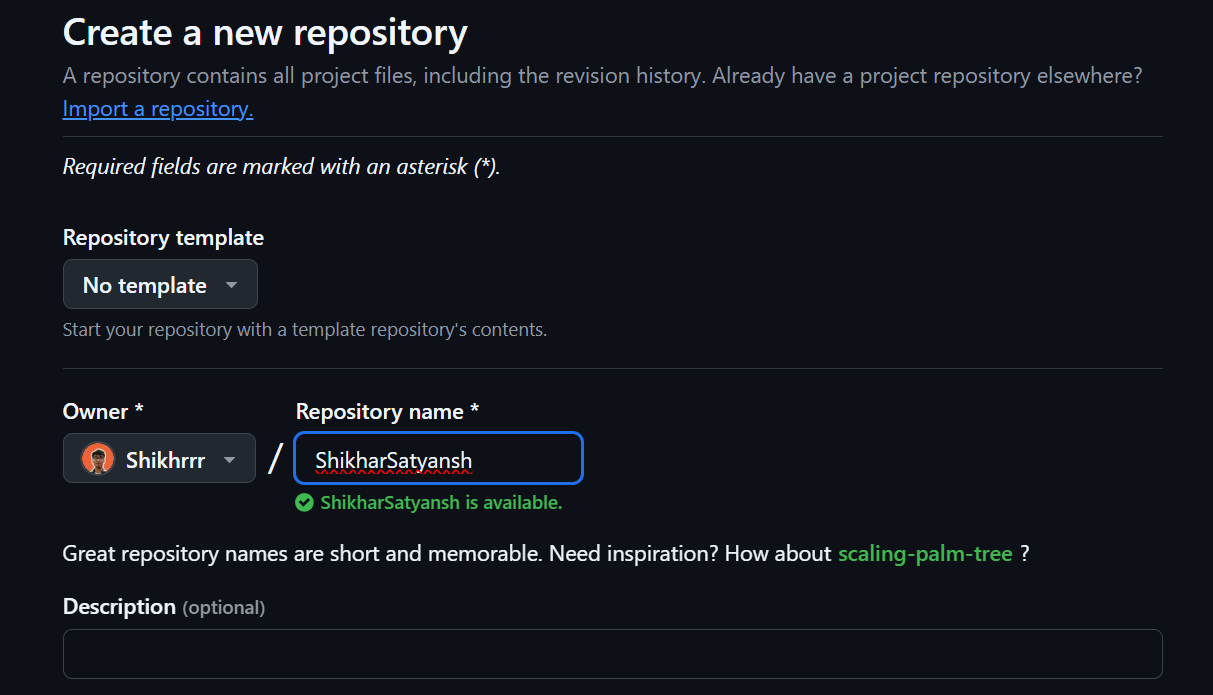 Create a new repository
A repository contains all project files, including the revision history. Already have a project repository elsewhere?
Import a repository.
Required fields are marked with an asterisk (*).
Repository template
No template
Start your repository with a template repository's contents.
Owner *
Repository name *
Shikhrrr
/
ShikharSatyansh
ShikharSatyansh is available.
Great repository names are short and memorable. Need inspiration? How about scaling-palm-tree ?
Description (optional)